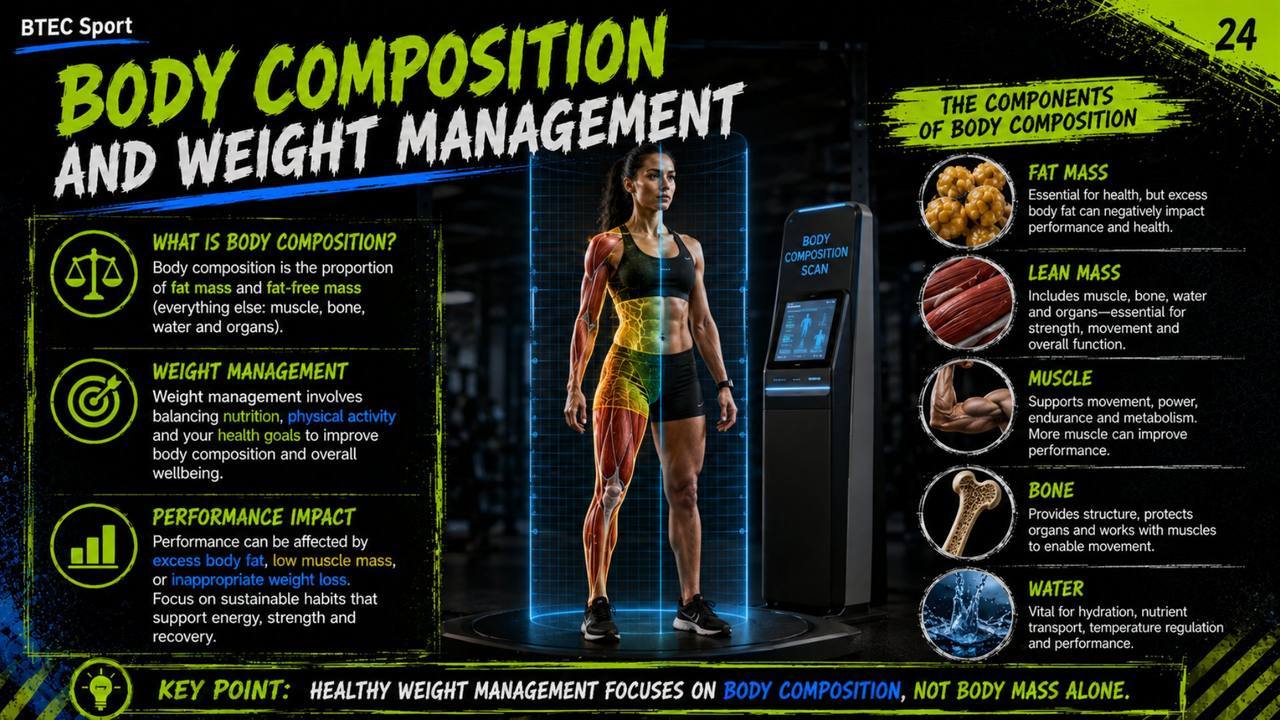 BTEC Sport
24
BODY COMPOSITION
AND WEIGHT MANAGEMENT
WHAT IS BODY COMPOSITION?
Body composition is the proportion
of fat mass and fat-free mass
(everything else: muscle, bone,
water and organs).
WEIGHT MANAGEMENT
Weight management involves
balancing nutrition, physical activity
and your health goals to improve
body composition and overall
wellbeing.
PERFORMANCE IMPACT
Performance can be affected by
excess body fat, low muscle mass,
or inappropriate weight loss.
Focus on sustainable habits that
support energy, strength and
recovery.
BODY
COMPOSITION
SCAN
THE COMPONENTS
OF BODY COMPOSITION
FAT MASS
Essential for health, but excess
body fat can negatively impact
performance and health.
LEAN MASS
Includes muscle, bone, water
and organs—essential for
strength, movement and
overall function.
MUSCLE
Supports movement, power,
endurance and metabolism.
More muscle can improve
performance.
BONE
Provides structure, protects
organs and works with muscles
to enable movement.
WATER
Vital for hydration, nutrient
transport, temperature regulation
and performance.
KEY POINT: HEALTHY WEIGHT MANAGEMENT FOCUSES ON BODY COMPOSITION, NOT BODY MASS ALONE.